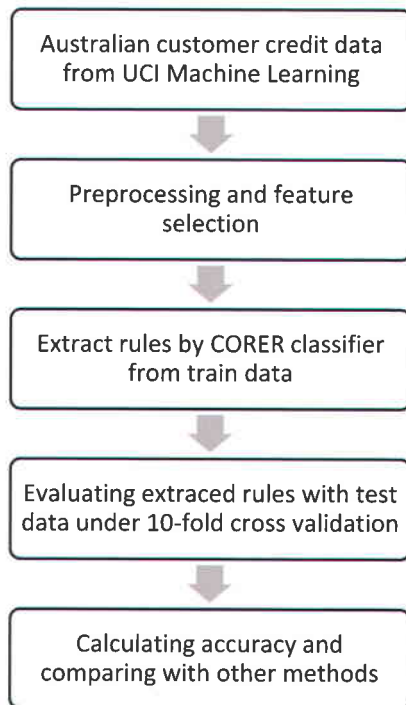 Australian customer credit data
from UCI Machine Learning
Preprocessing and feature
selection
Extract rules by CORER classifier
from train data
Evaluating extraced rules with test
data under 10-fold cross validation
Calculating accuracy and
comparing with other methods